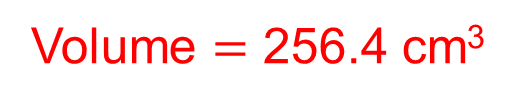 Volume = 256.4 cm³